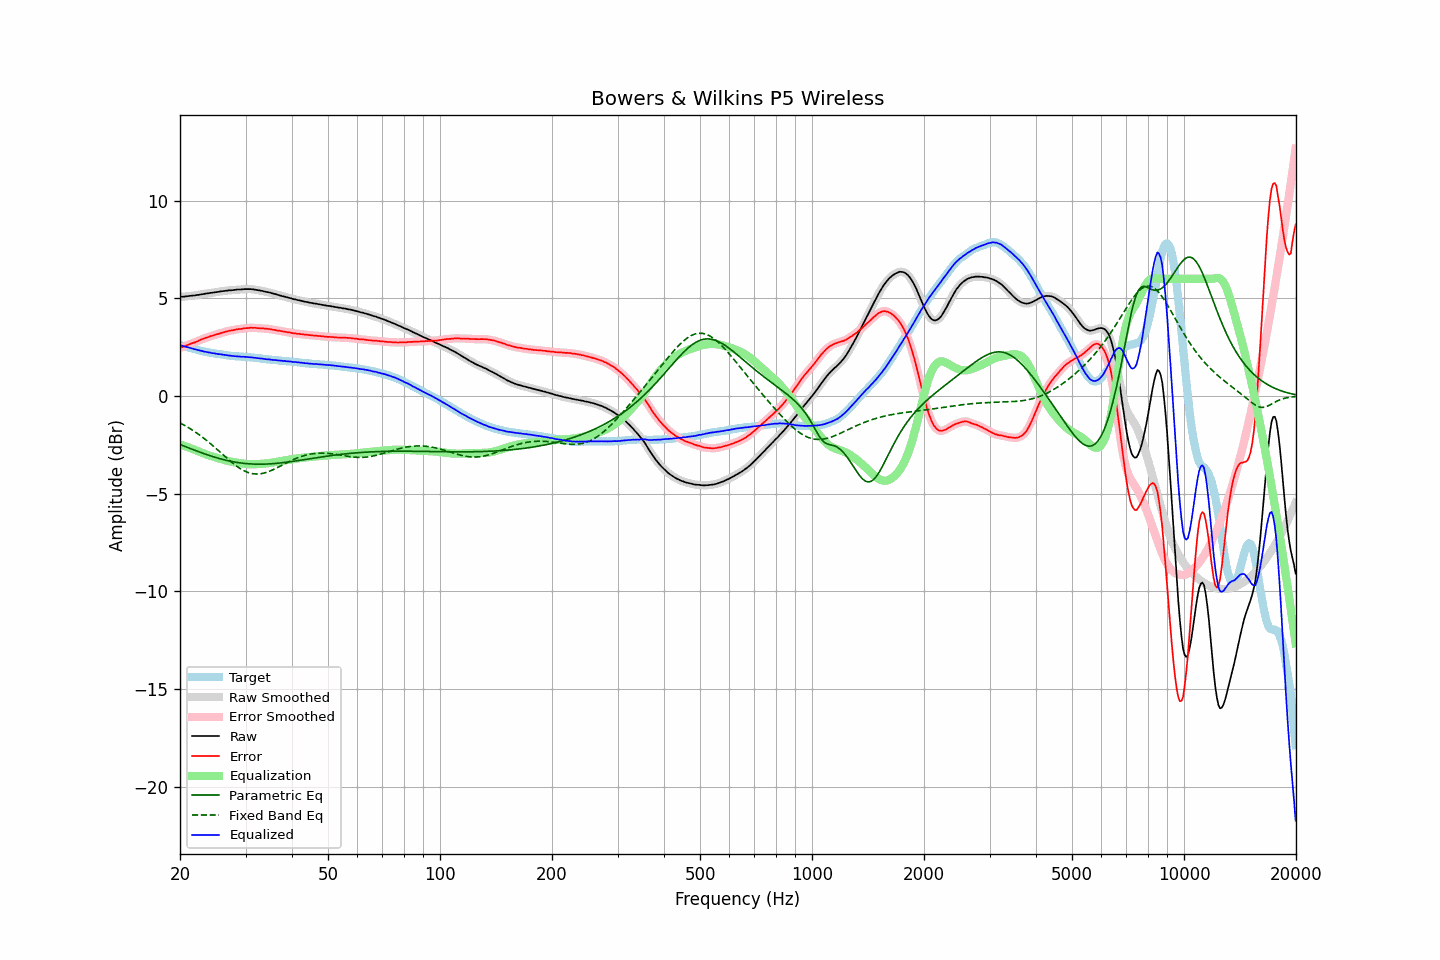 Bowers & Wilkins P5 Wireless
Amplitude (dBr)
10
5
0
−5
−10
−15
−20
Target
Raw Smoothed
Error Smoothed
Raw
Error
Equalization
Parametric Eq
Fixed Band Eq
Equalized
20 50 100 200 500 1000 2000 5000 10000 20000
Frequency (Hz)